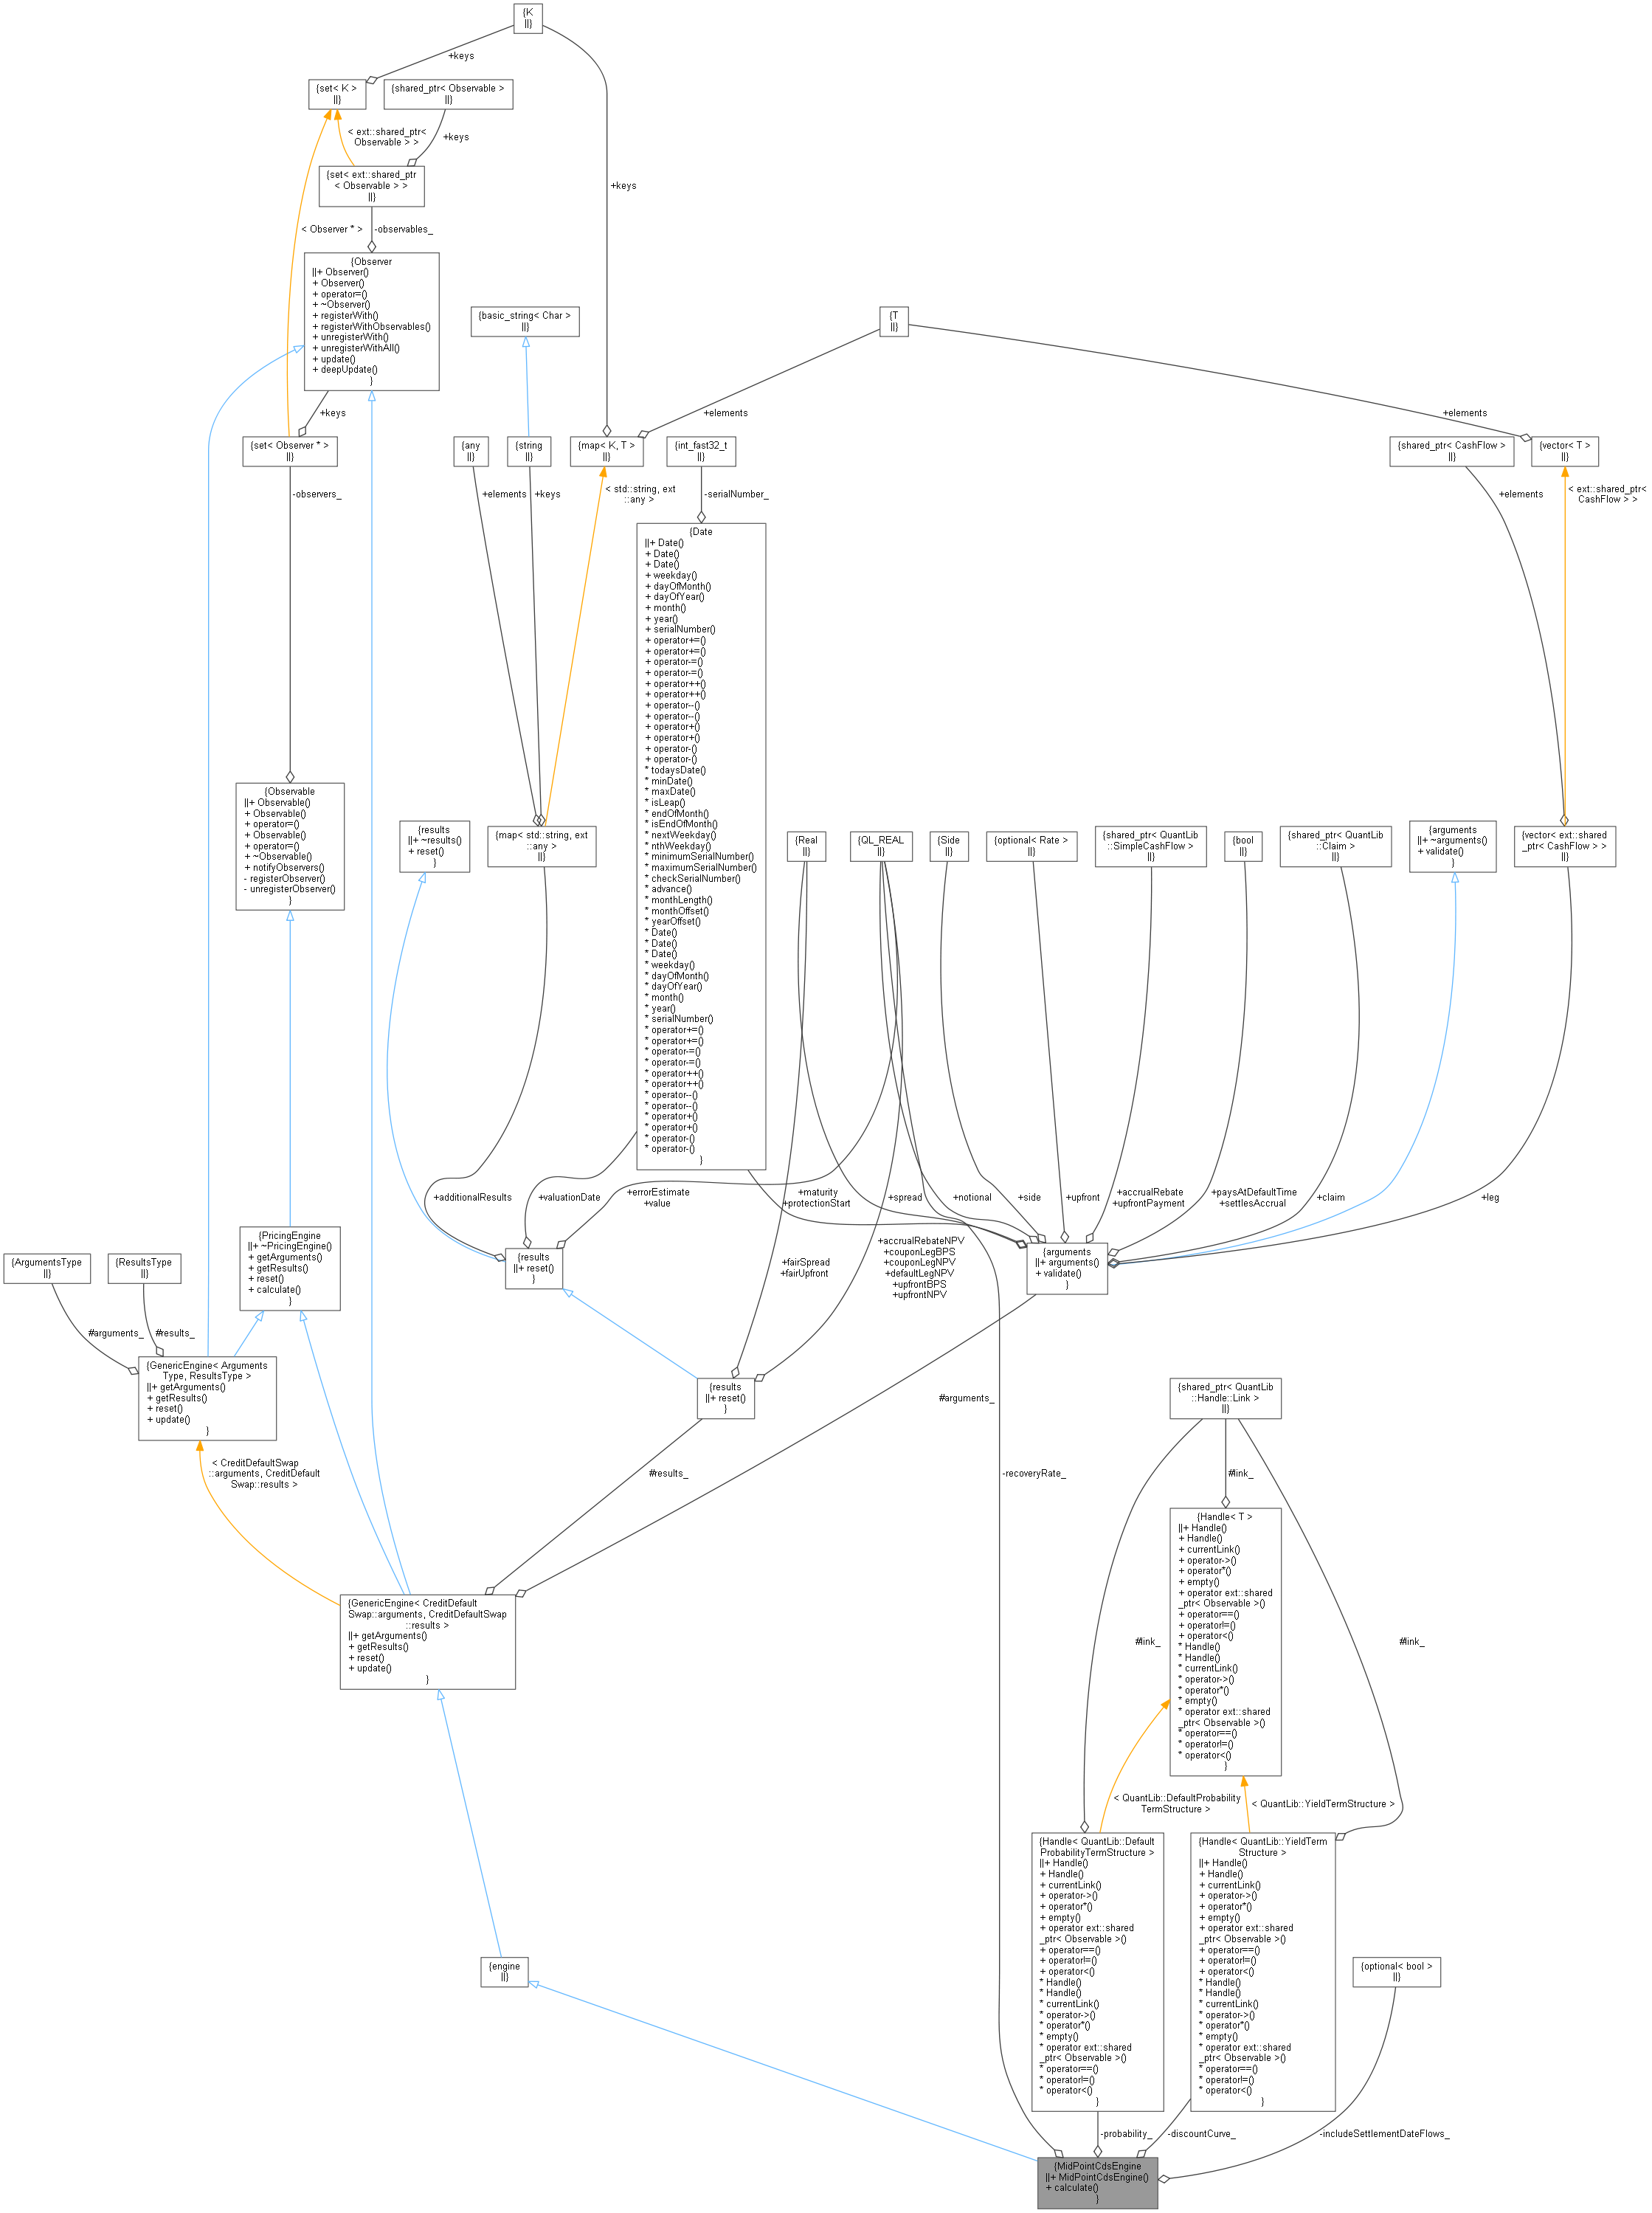 {K
||}
+keys
{set< K >
||}
{shared_ptr< Observable >
||}
< ext::shared_ptr<
Observable > >
+keys
{set< ext::shared_ptr
< Observable > >
||}
+keys
< Observer * >
-observables_
{Observer
||+ Observer()
+ Observer()
+ operator=()
+ ~Observer()
+ registerWith()
+ registerWithObservables()
+ unregisterWith()
+ unregisterWithAll()
+ update()
+ deepUpdate()
}
{basic_string< Char >
||}
{T
||}
+keys
+elements
+elements
{set< Observer * >
||}
{any
||}
{string
||}
{map< K, T >
||}
{int_fast32_t
||}
{shared_ptr< CashFlow >
||}
{vector< T >
||}
-observers_
+elements
+keys
< std::string, ext
::any >
-serialNumber_
+elements
< ext::shared_ptr<
CashFlow > >
{Date
||+ Date()
+ Date()
+ Date()
+ weekday()
+ dayOfMonth()
+ dayOfYear()
+ month()
+ year()
+ serialNumber()
+ operator+=()
+ operator+=()
+ operator-=()
+ operator-=()
+ operator++()
+ operator++()
+ operator--()
+ operator--()
+ operator+()
+ operator+()
+ operator-()
+ operator-()
* todaysDate()
* minDate()
* maxDate()
* isLeap()
* endOfMonth()
* isEndOfMonth()
* nextWeekday()
* nthWeekday()
* minimumSerialNumber()
* maximumSerialNumber()
* checkSerialNumber()
* advance()
* monthLength()
* monthOffset()
* yearOffset()
* Date()
* Date()
* Date()
* weekday()
* dayOfMonth()
* dayOfYear()
* month()
* year()
* serialNumber()
* operator+=()
* operator+=()
* operator-=()
* operator-=()
* operator++()
* operator++()
* operator--()
* operator--()
* operator+()
* operator+()
* operator-()
* operator-()
}
{Observable
||+ Observable()
+ Observable()
+ operator=()
+ Observable()
+ operator=()
+ ~Observable()
+ notifyObservers()
- registerObserver()
- unregisterObserver()
}
{results
||+ ~results()
+ reset()
}
{map< std::string, ext
::any >
||}
{Real
||}
{QL_REAL
||}
{Side
||}
{optional< Rate >
||}
{shared_ptr< QuantLib
::SimpleCashFlow >
||}
{bool
||}
{shared_ptr< QuantLib
::Claim >
||}
{arguments
||+ ~arguments()
+ validate()
}
{vector< ext::shared
_ptr< CashFlow > >
||}
+additionalResults
+valuationDate
+errorEstimate
+value
+maturity
+protectionStart
+spread
+notional
+side
+upfront
+accrualRebate
+upfrontPayment
+paysAtDefaultTime
+settlesAccrual
+claim
+leg
{ArgumentsType
||}
{ResultsType
||}
{PricingEngine
||+ ~PricingEngine()
+ getArguments()
+ getResults()
+ reset()
+ calculate()
}
{results
||+ reset()
}
+fairSpread
+fairUpfront
+accrualRebateNPV
+couponLegBPS
+couponLegNPV
+defaultLegNPV
+upfrontBPS
+upfrontNPV
{arguments
||+ arguments()
+ validate()
}
#arguments_
#results_
{GenericEngine< Arguments
Type, ResultsType >
||+ getArguments()
+ getResults()
+ reset()
+ update()
}
{results
||+ reset()
}
#arguments_
{shared_ptr< QuantLib
::Handle::Link >
||}
< CreditDefaultSwap
::arguments, CreditDefault
Swap::results >
#results_
-recoveryRate_
#link_
{Handle< T >
||+ Handle()
+ Handle()
+ currentLink()
+ operator->()
+ operator*()
+ empty()
+ operator ext::shared
_ptr< Observable >()
+ operator==()
+ operator!=()
+ operator<()
* Handle()
* Handle()
* currentLink()
* operator->()
* operator*()
* empty()
* operator ext::shared
_ptr< Observable >()
* operator==()
* operator!=()
* operator<()
}
{GenericEngine< CreditDefault
Swap::arguments, CreditDefaultSwap
::results >
||+ getArguments()
+ getResults()
+ reset()
+ update()
}
#link_
#link_
< QuantLib::DefaultProbability
TermStructure >
< QuantLib::YieldTermStructure >
{Handle< QuantLib::Default
ProbabilityTermStructure >
||+ Handle()
+ Handle()
+ currentLink()
+ operator->()
+ operator*()
+ empty()
+ operator ext::shared
_ptr< Observable >()
+ operator==()
+ operator!=()
+ operator<()
* Handle()
* Handle()
* currentLink()
* operator->()
* operator*()
* empty()
* operator ext::shared
_ptr< Observable >()
* operator==()
* operator!=()
* operator<()
}
{Handle< QuantLib::YieldTerm
Structure >
||+ Handle()
+ Handle()
+ currentLink()
+ operator->()
+ operator*()
+ empty()
+ operator ext::shared
_ptr< Observable >()
+ operator==()
+ operator!=()
+ operator<()
* Handle()
* Handle()
* currentLink()
* operator->()
* operator*()
* empty()
* operator ext::shared
_ptr< Observable >()
* operator==()
* operator!=()
* operator<()
}
{engine
||}
{optional< bool >
||}
-probability_
-discountCurve_
-includeSettlementDateFlows_
{MidPointCdsEngine
||+ MidPointCdsEngine()
+ calculate()
}